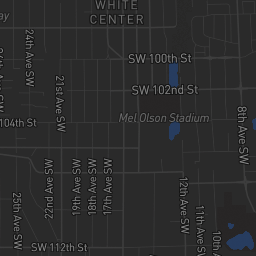 WHITE
CENTER
24th Ave SW
SW 100th St
21st Ave SW
SW 102nd St
Mel Olson Stadium
104th St
8th Ave SW
22nd Ave SW
19th Ave SW
18th Ave SW
17th Ave SW
12th Ave SW
25th Ave SW
11th Ave SW
10th A
SW 112th St